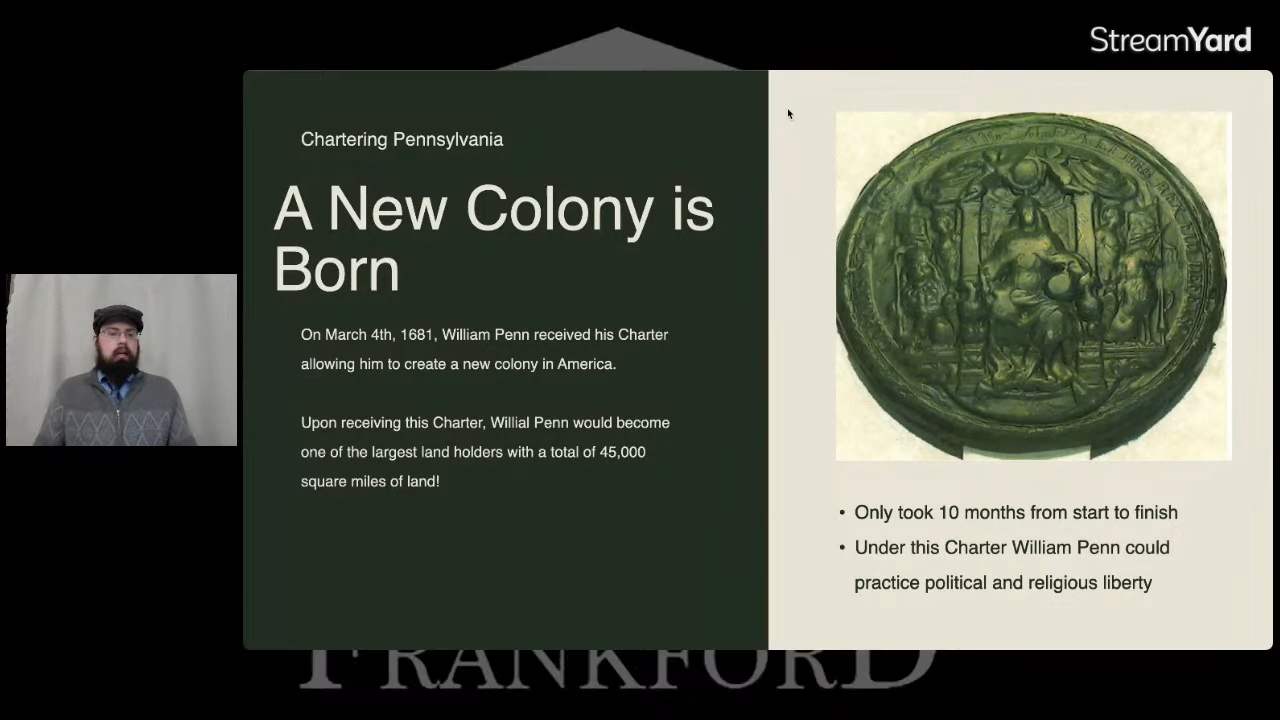 StreamYard
Chartering Pennsylvania
A New Colony is
Born
On March 4th, 1681, William Penn received his Charter
allowing him to create a new colony in America.
Upon receiving this Charter, Willial Penn would become
one of the largest land holders with a total of 45,000
square miles of land!
• Only took 10 months from start to finish
• Under this Charter William Penn could
practice political and religious liberty
FRANKFORD